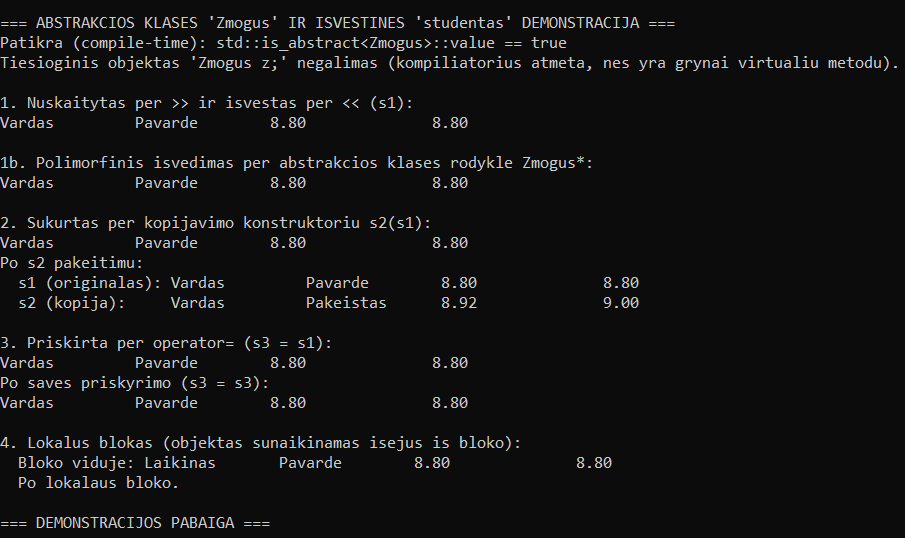 === ABSTRAKCIOS KLASES 'Zmogus' IR ISVESTINES 'studentas' DEMONSTRACIJA ===
Patikra (compile-time): std::is_abstract<Zmogus>::value == true
Tiesioginis objektas 'Zmogus z;' negalimas (kompiliatorius atmeta, nes yra grynai virtualiu metodu).
1. Nuskaitytas per >> ir isvestas per << (s1):
Vardas Pavarde 8.80 8.80
1b. Polimorfinis isvedimas per abstrakcios klases rodykle Zmogus*:
Vardas Pavarde 8.80 8.80
2. Sukurtas per kopijavimo konstruktoriu s2(s1):
Vardas Pavarde 8.80 8.80
Po s2 pakeitimu:
s1 (originalas): Vardas Pavarde 8.80 8.80
s2 (kopija): Vardas Pakeistas 8.92 9.00
3. Priskirta per operator= (s3 = s1):
Vardas Pavarde 8.80 8.80
Po saves priskyrimo (s3 = s3):
Vardas Pavarde 8.80 8.80
4. Lokalus blokas (objektas sunaikinamas isejus is bloko):
Bloko viduje: Laikinas Pavarde 8.80 8.80
Po lokalaus bloko.
=== DEMONSTRACIJOS PABAIGA ===